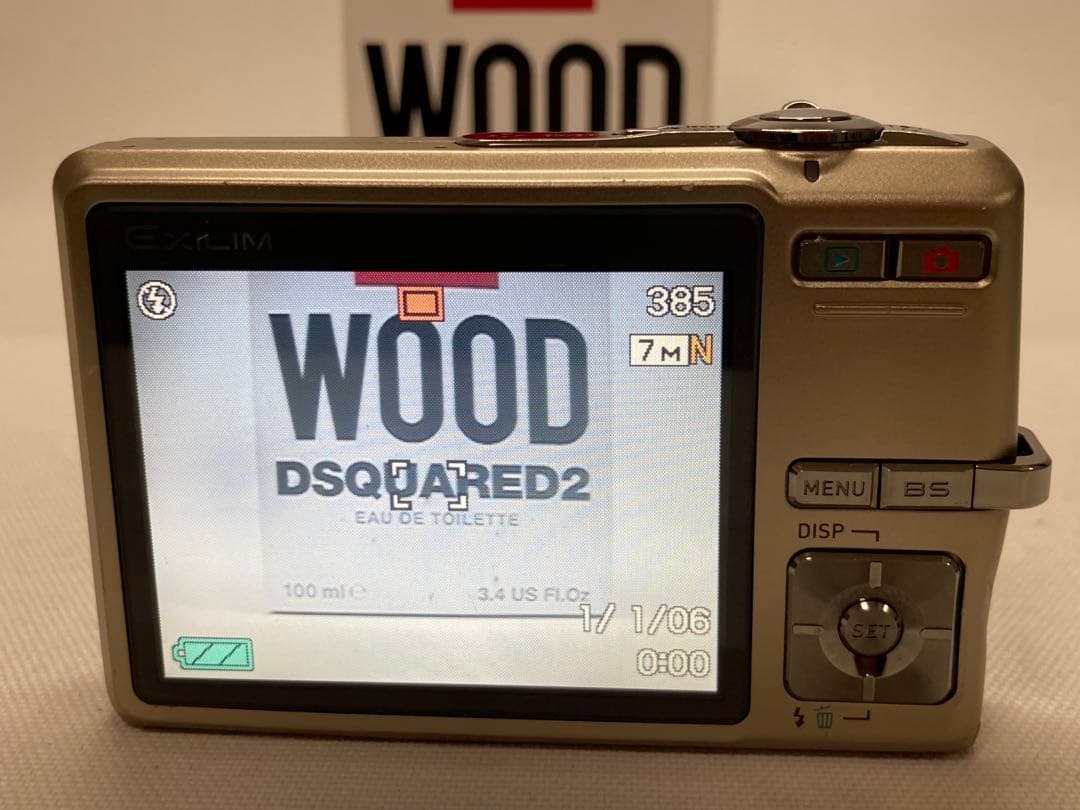 WOOD
EXILIM
385
7M N
WOOD
DSQUARED2
EAU DE TOILETTE
100 ml e
3.4 US Fl.Oz
1/ 1/06
0:00
MENU
BS
DISP
SET